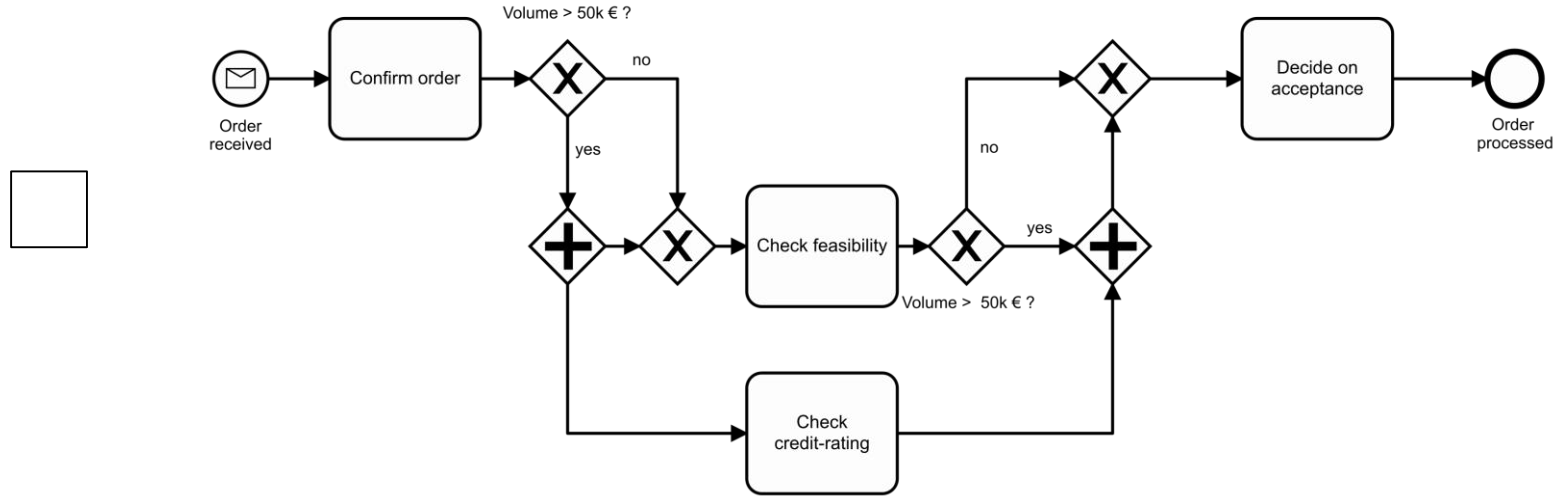 Volume > 50k € ?
Confirm order
no
Order
received
yes
Decide on
acceptance
Order
processed
no
Check feasibility
yes
Volume >  50k € ?
Check
credit-rating